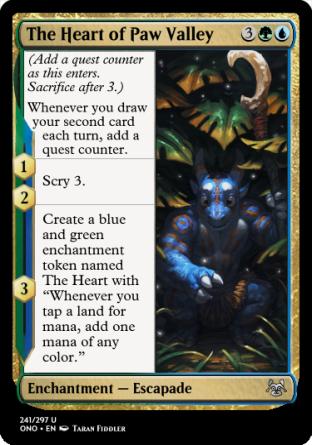 The Heart of Paw Valley 3
(Add a quest counter
as this enters.
Sacrifice after 3.)
Whenever you draw
your second card
each turn, add a
quest counter.
1
2
Scry 3.
3
Create a blue
and green
enchantment
token named
The Heart with
“Whenever you
tap a land for
mana, add one
mana of any
color.”
Enchantment — Escapade
241/297 U
ONO • EN Taran Fiddler